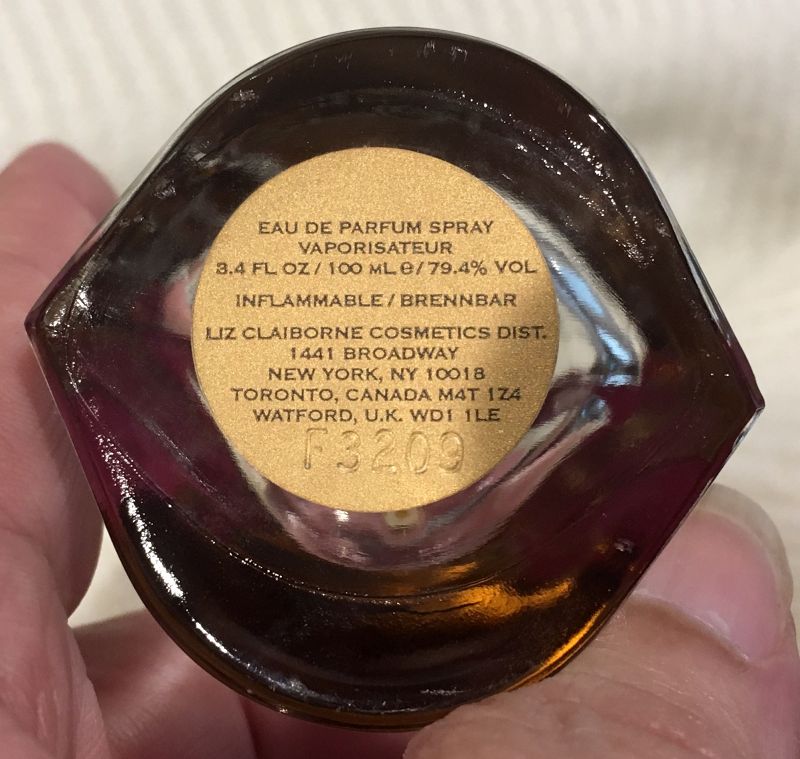 EAU DE PARFUM SPRAY
VAPORISATEUR
3.4 FL OZ / 100 ML ℮ / 79.4% VOL
INFLAMMABLE / BRENNBAR
LIZ CLAIBORNE COSMETICS DIST.
1441 BROADWAY
NEW YORK, NY 10018
TORONTO, CANADA M4T 1Z4
WATFORD, U.K. WD1 1LE
F3209